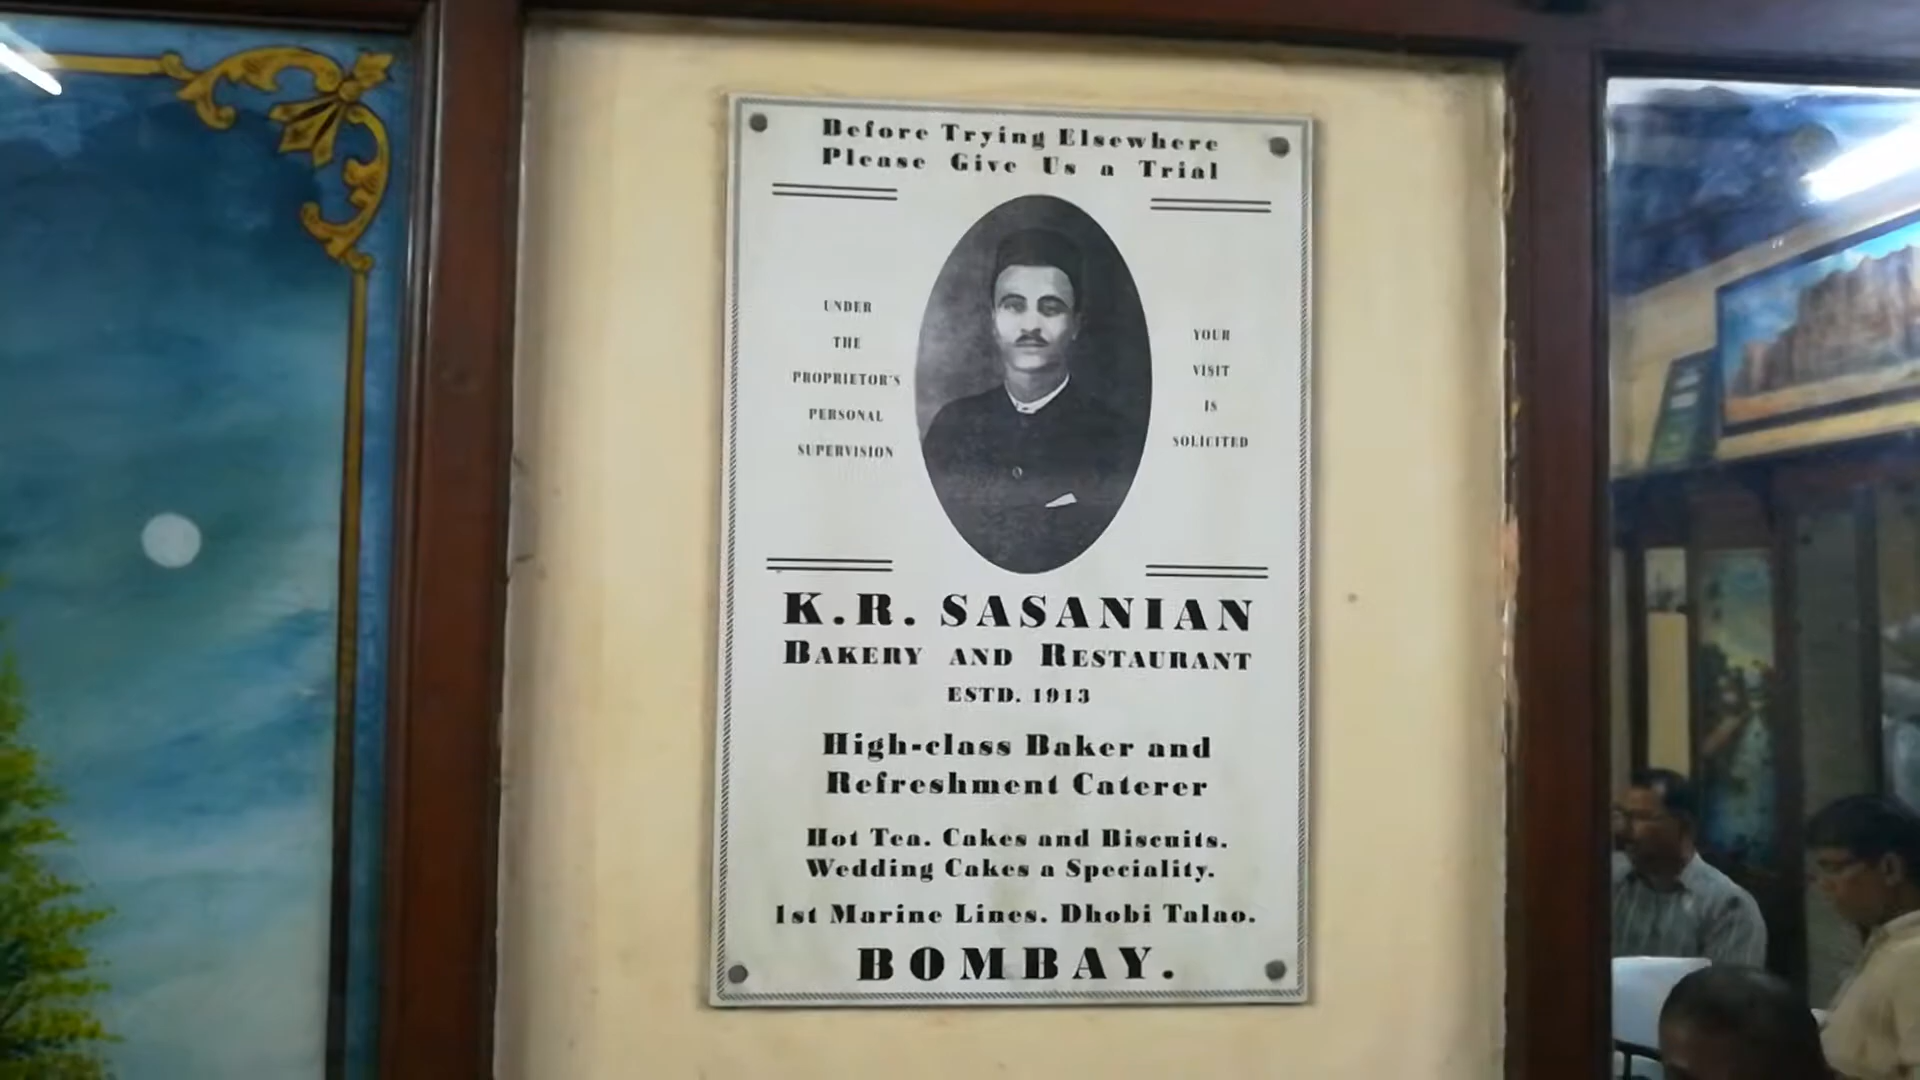 Before Trying Elsewhere
Please Give Us a Trial
UNDER
THE
PROPRIETOR'S
PERSONAL
SUPERVISION
YOUR
VISIT
IS
SOLICITED
K.R. SASANIAN
BAKERY AND RESTAURANT
ESTD. 1913
High-class Baker and
Refreshment Caterer
Hot Tea. Cakes and Biscuits.
Wedding Cakes a Speciality.
1st Marine Lines. Dhobi Talao.
BOMBAY.